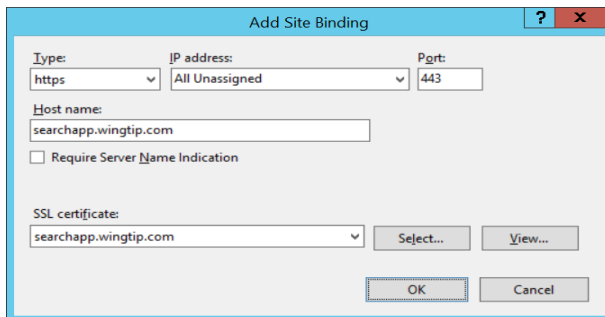 Add Site Binding
? x
Type: IP address: Port:
https All Unassigned 443
Host name:
searchapp.wingtip.com
Require Server Name Indication
SSL certificate:
searchapp.wingtip.com Select... View...
OK Cancel